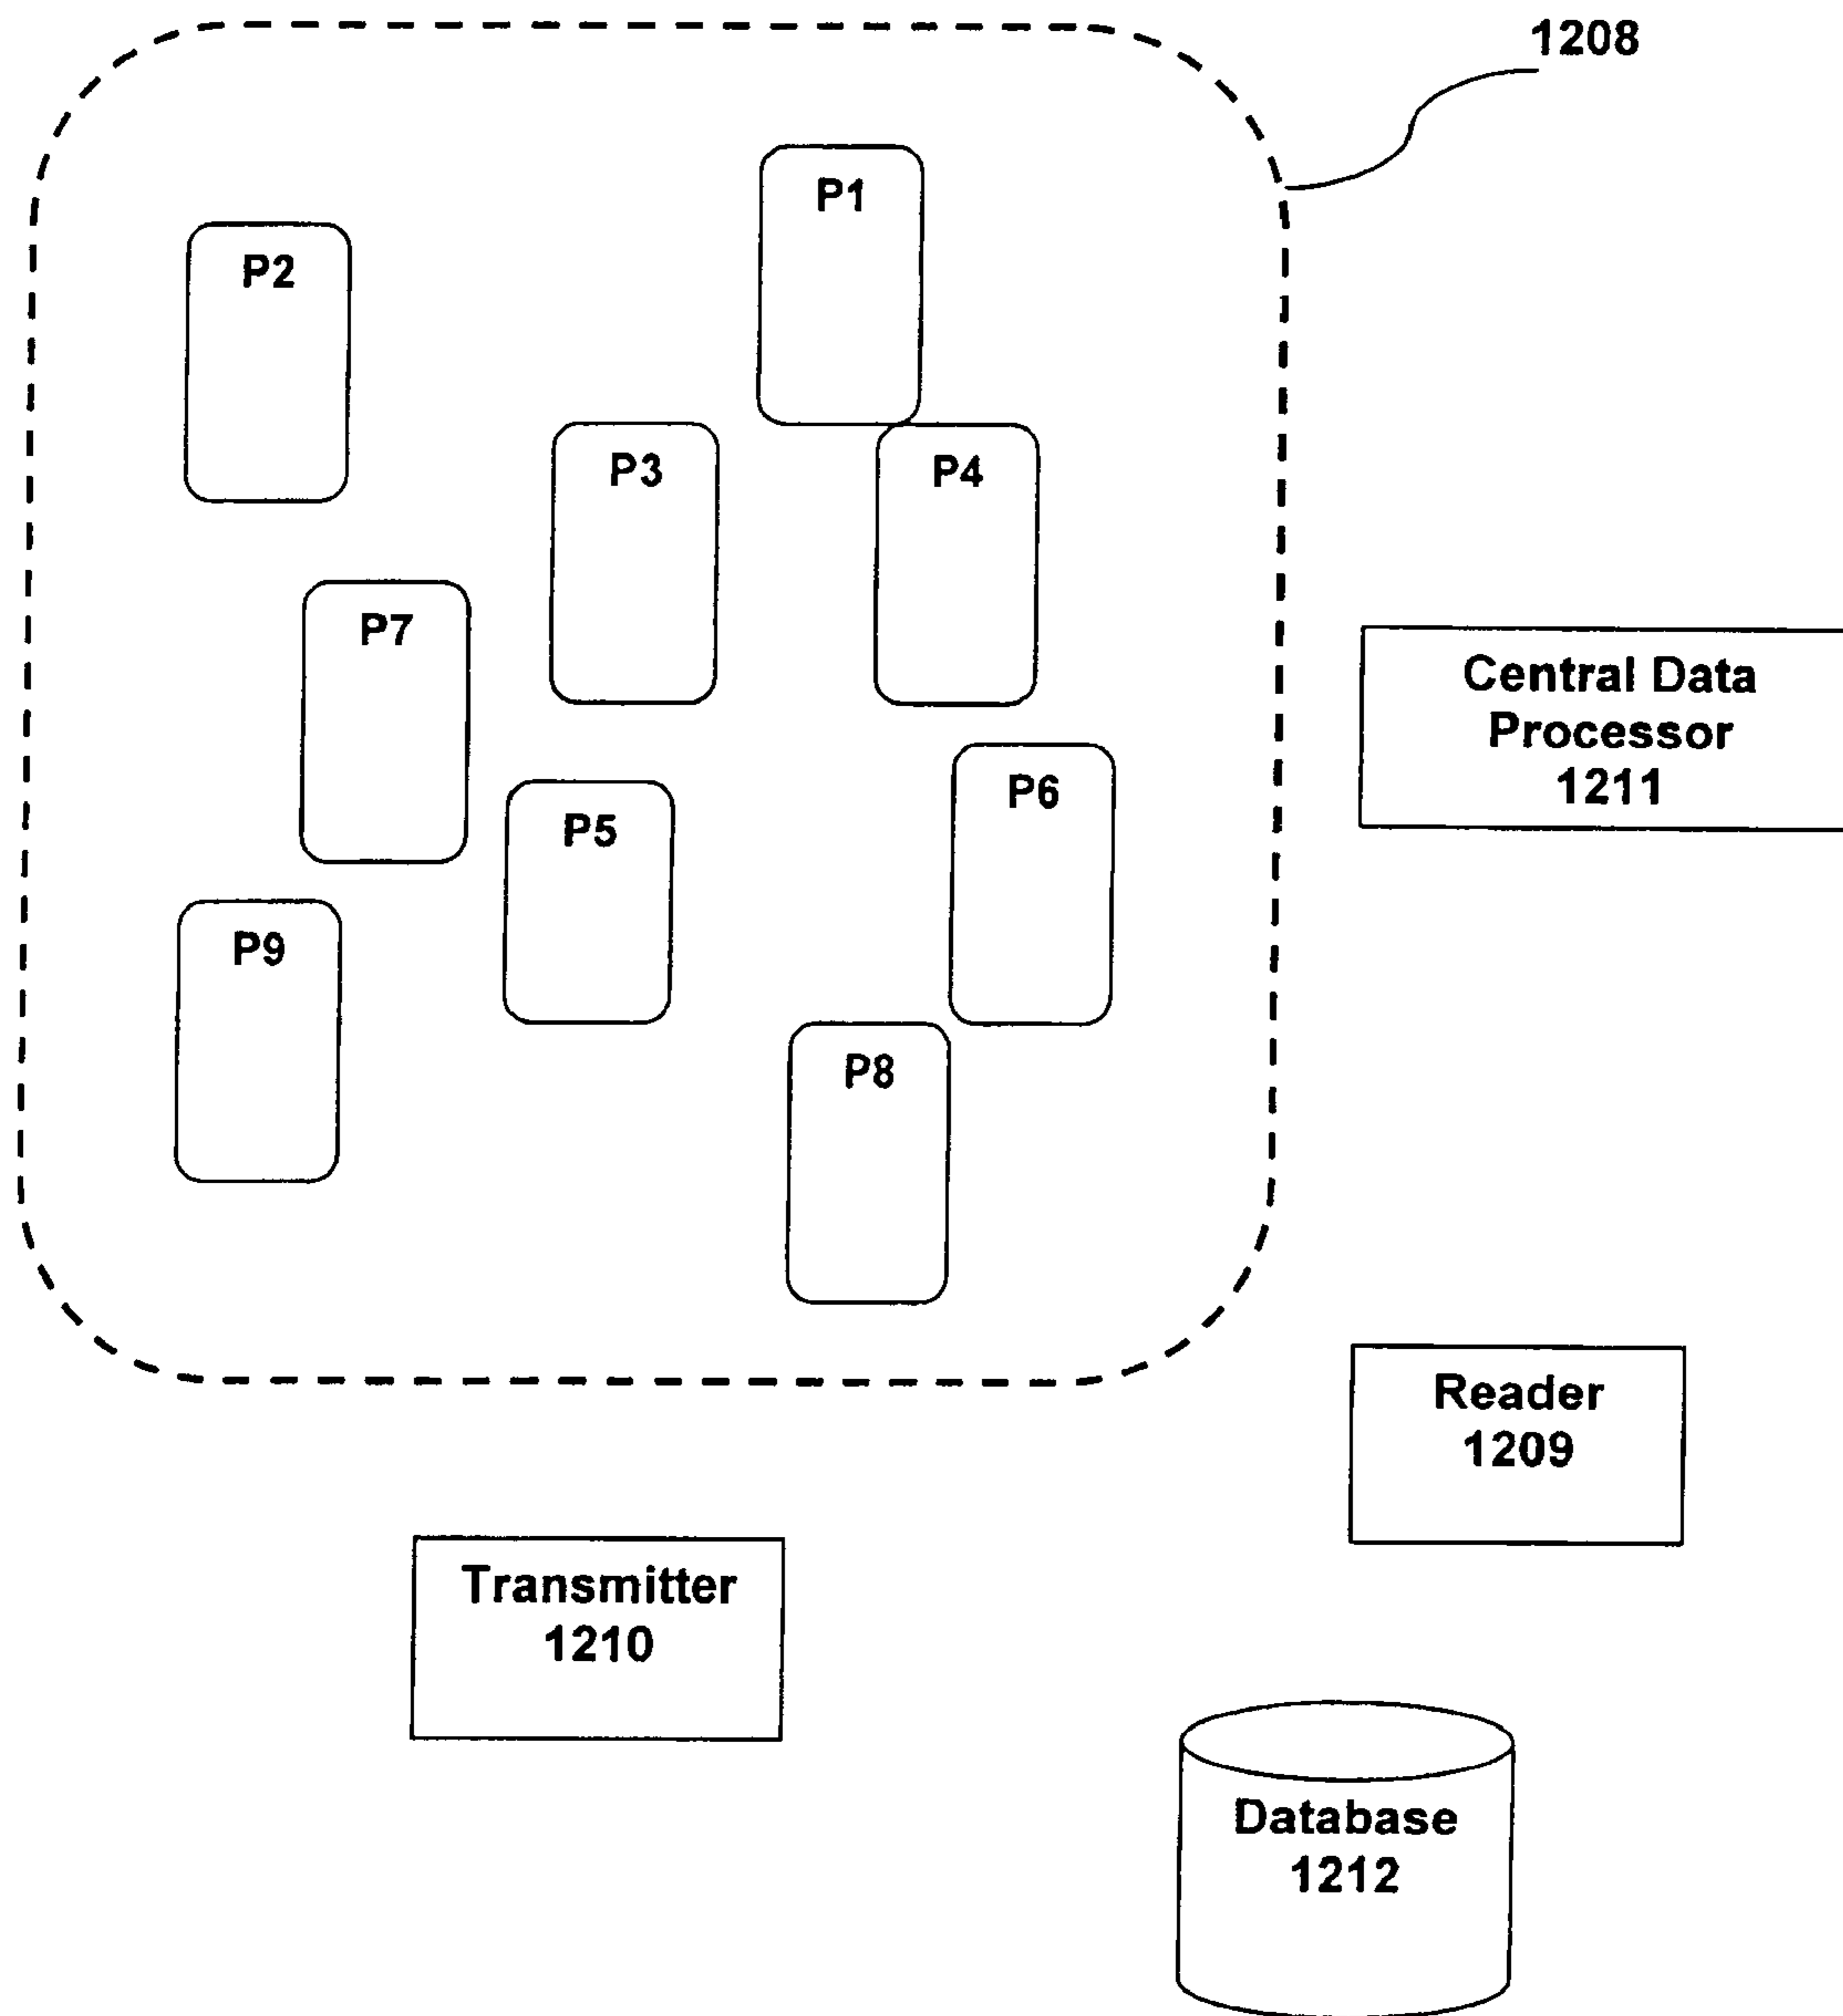 1208
P1
P2
P3
P4
P7
P5
P6
P9
P8
Central Data
Processor
1211
Reader
1209
Transmitter
1210
Database
1212